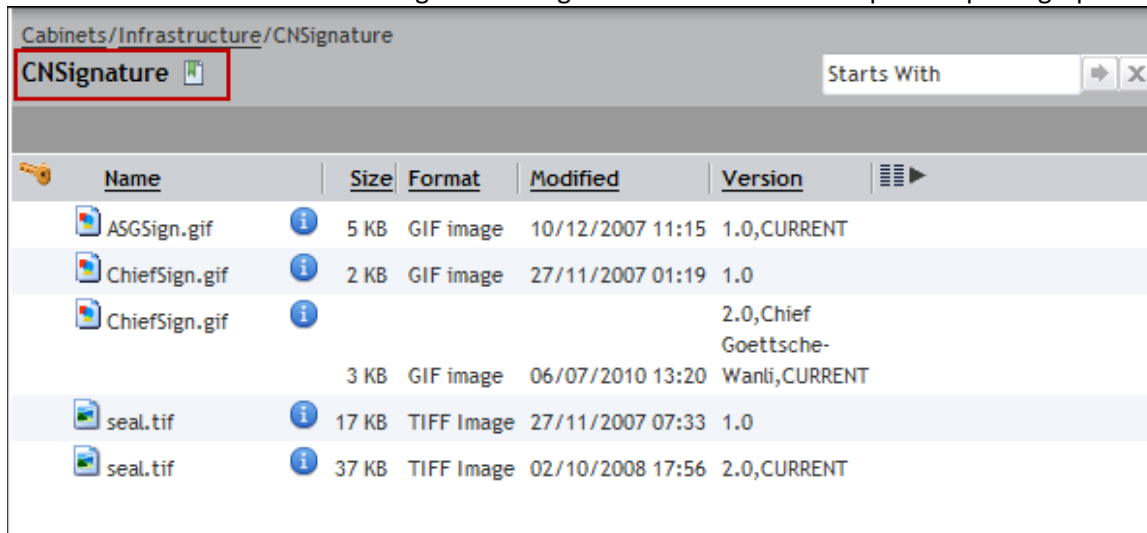 Cabinets/Infrastructure/CNSignature
CNSignature
Starts With
Name Size Format Modified Version
ASGSign.gif 5 KB GIF image 10/12/2007 11:15 1.0,CURRENT
ChiefSign.gif 2 KB GIF image 27/11/2007 01:19 1.0
ChiefSign.gif 2.0,Chief
Goettsche-
3 KB GIF image 06/07/2010 13:20 Wanli,CURRENT
seal.tif 17 KB TIFF Image 27/11/2007 07:33 1.0
seal.tif 37 KB TIFF Image 02/10/2008 17:56 2.0,CURRENT